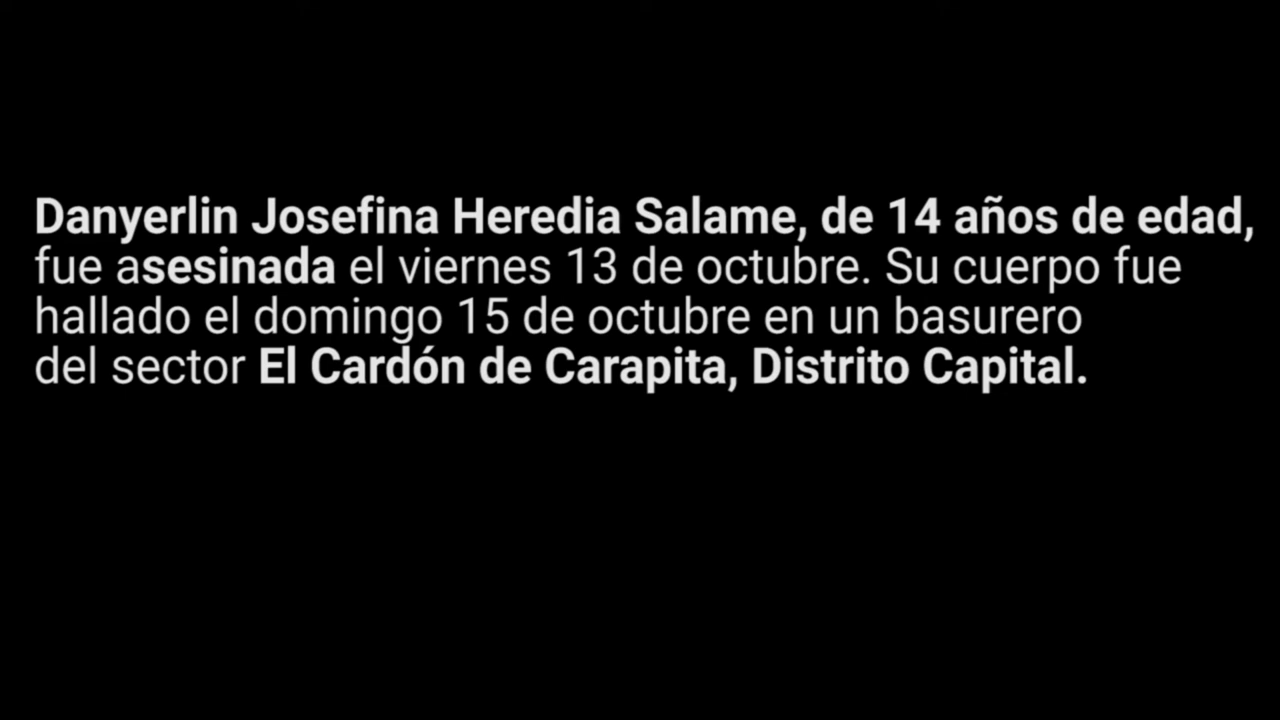 Danyerlin Josefina Heredia Salame, de 14 años de edad,
fue asesinada el viernes 13 de octubre. Su cuerpo fue
hallado el domingo 15 de octubre en un basurero
del sector El Cardón de Carapita, Distrito Capital.